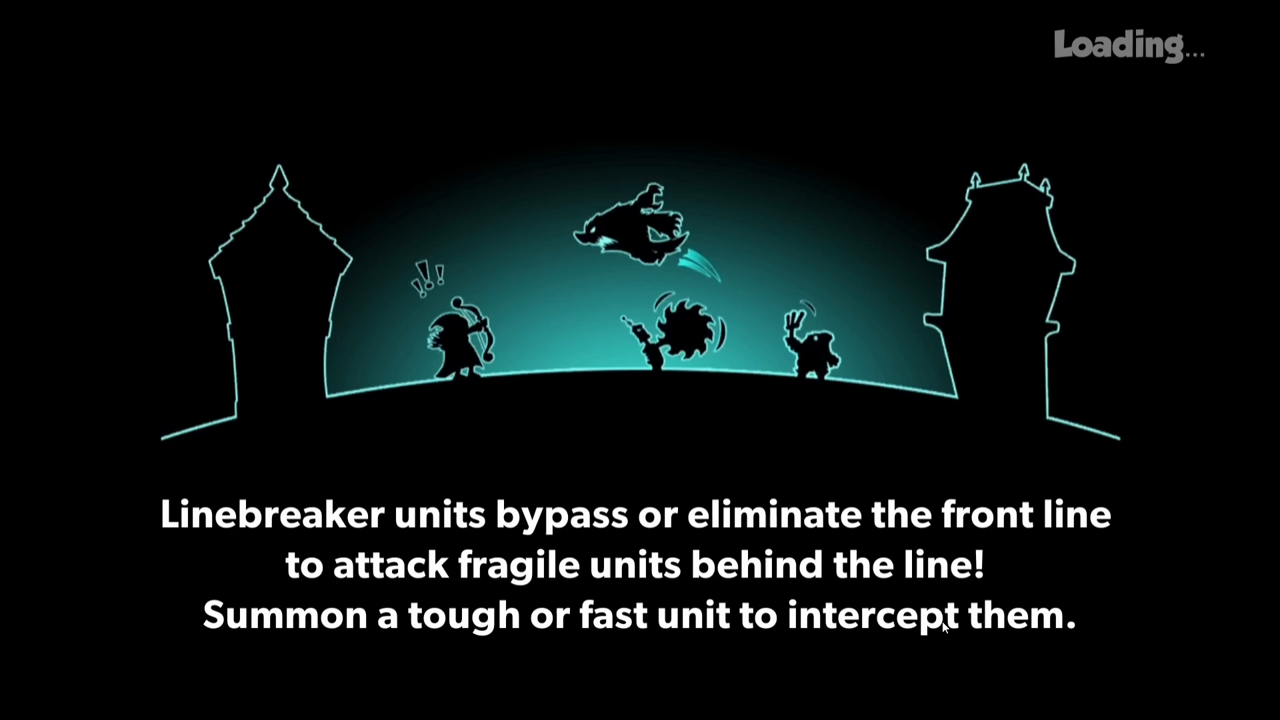 Loading...
!!!
Linebreaker units bypass or eliminate the front line
to attack fragile units behind the line!
Summon a tough or fast unit to intercept them.